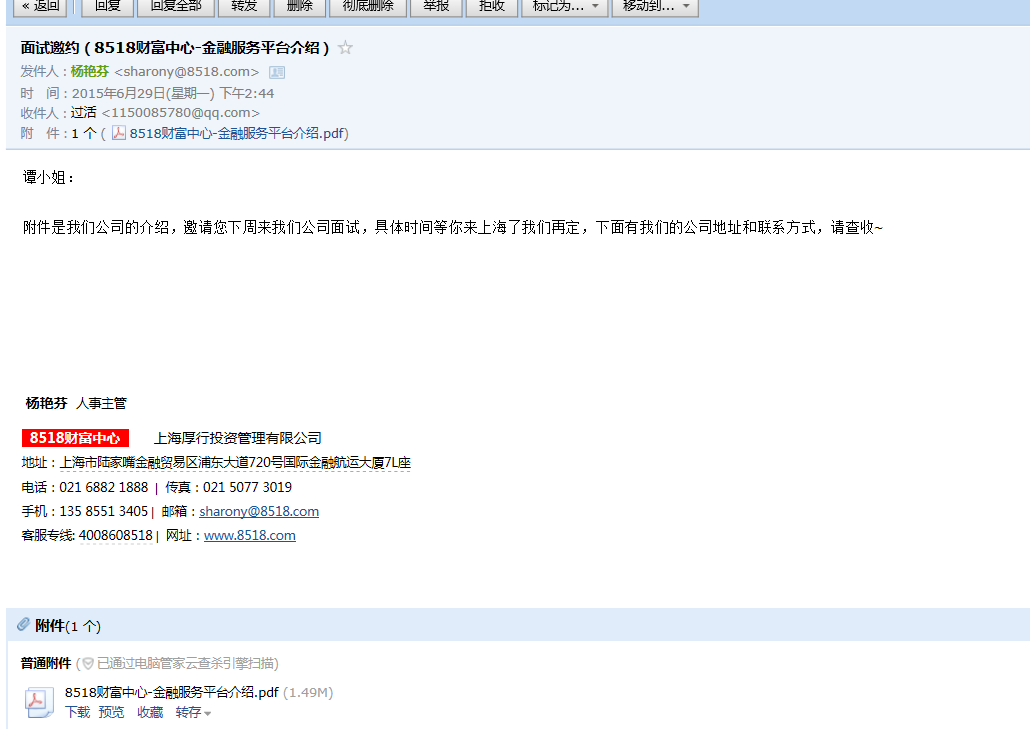 « 返回 回复 回复全部 转发 删除 彻底删除 举报 拒收 标记为... 移动到...
面试邀约 ( 8518财富中心-金融服务平台介绍 )
发件人：杨艳芬 <sharony@8518.com>
时 间：2015年6月29日(星期一) 下午2:44
收件人：过活 <1150085780@qq.com>
附 件：1 个 ( 8518财富中心-金融服务平台介绍.pdf)
谭小姐：
附件是我们公司的介绍，邀请您下周来我们公司面试，具体时间等你来上海了我们再定，下面有我们的公司地址和联系方式，请查收~
杨艳芬 人事主管
8518财富中心 上海厚行投资管理有限公司
地址：上海市陆家嘴金融贸易区浦东大道720号国际金融航运大厦7L座
电话：021 6882 1888 | 传真：021 5077 3019
手机：135 8551 3405 | 邮箱：sharony@8518.com
客服专线: 4008608518 | 网址：www.8518.com
附件(1 个)
普通附件 (已通过电脑管家云查杀引擎扫描)
8518财富中心-金融服务平台介绍.pdf (1.49M)
下载 预览 收藏 转存